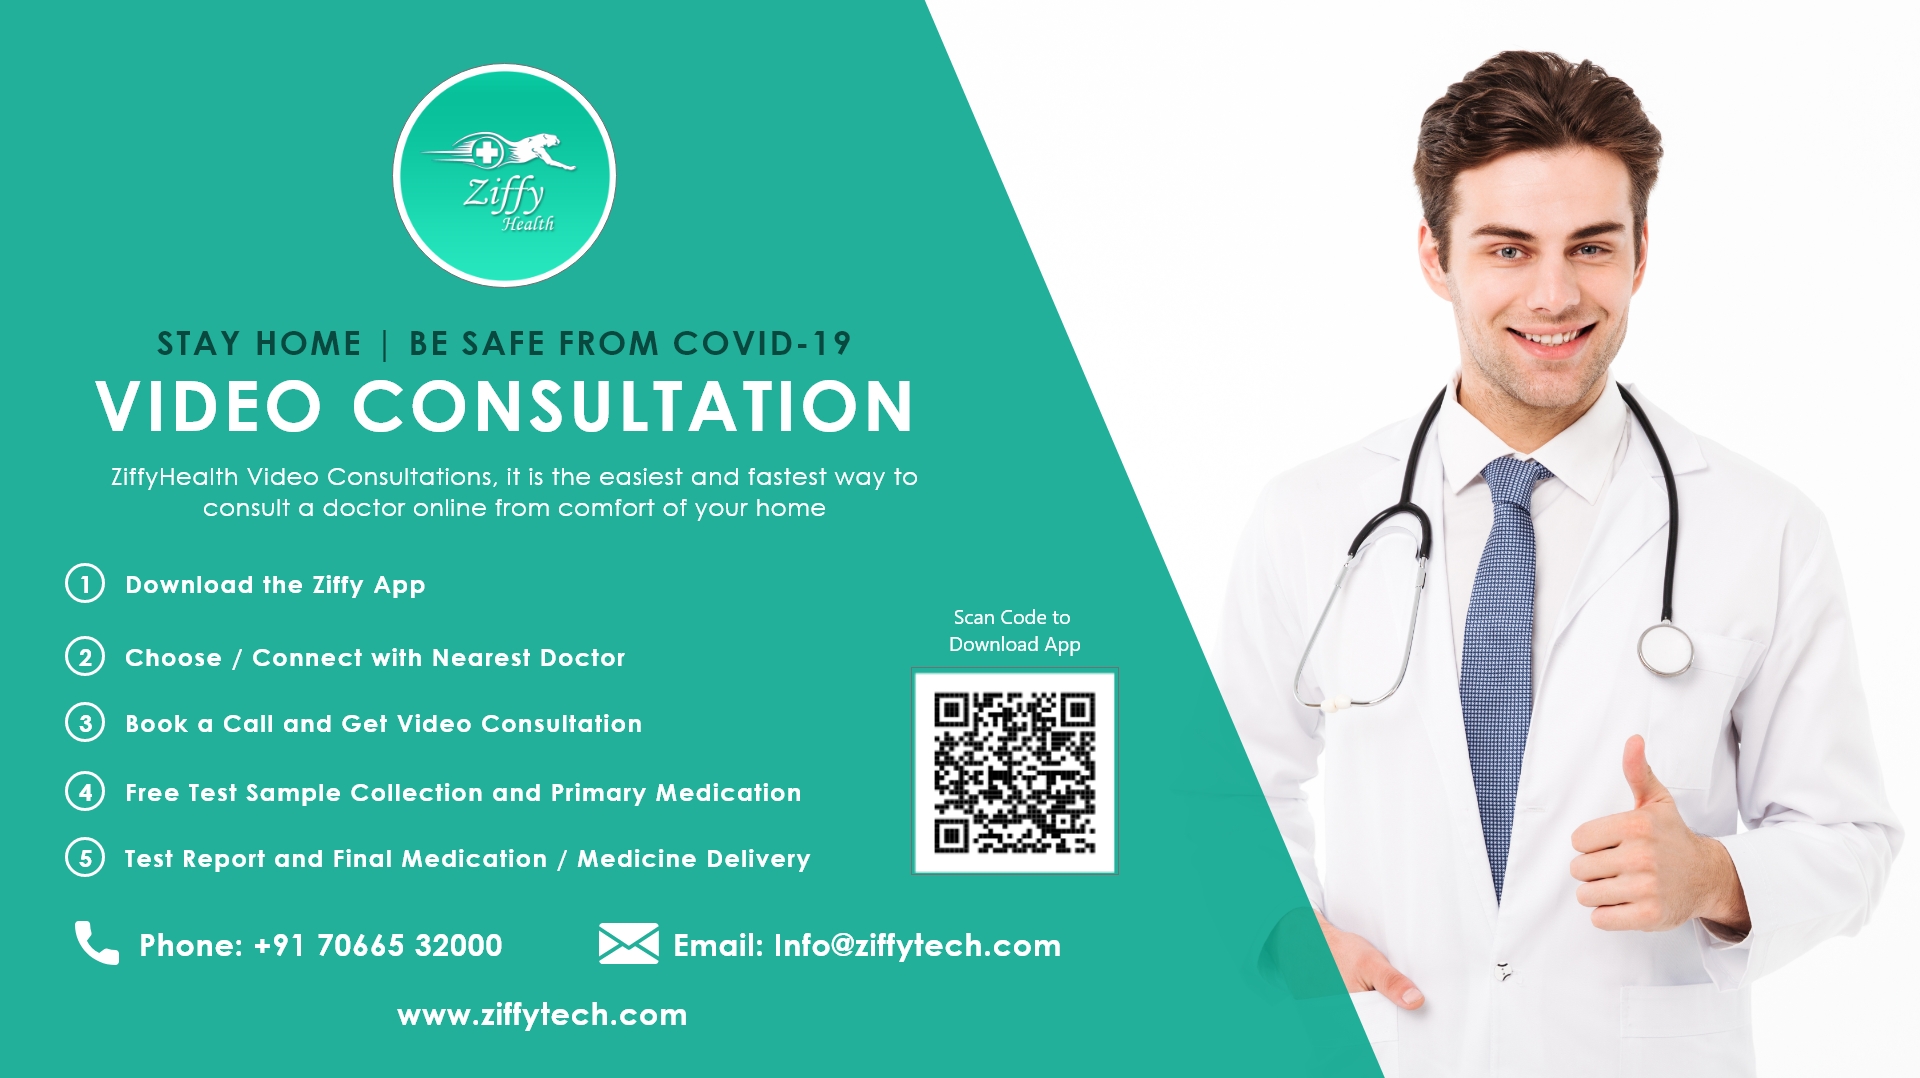 Ziffy
Health
STAY HOME | BE SAFE FROM COVID-19
VIDEO CONSULTATION
ZiffyHealth Video Consultations, it is the easiest and fastest way to
consult a doctor online from comfort of your home
1 Download the Ziffy App
2 Choose / Connect with Nearest Doctor
3 Book a Call and Get Video Consultation
4 Free Test Sample Collection and Primary Medication
5 Test Report and Final Medication / Medicine Delivery
Scan Code to
Download App
Phone: +91 70665 32000
Email: Info@ziffytech.com
www.ziffytech.com